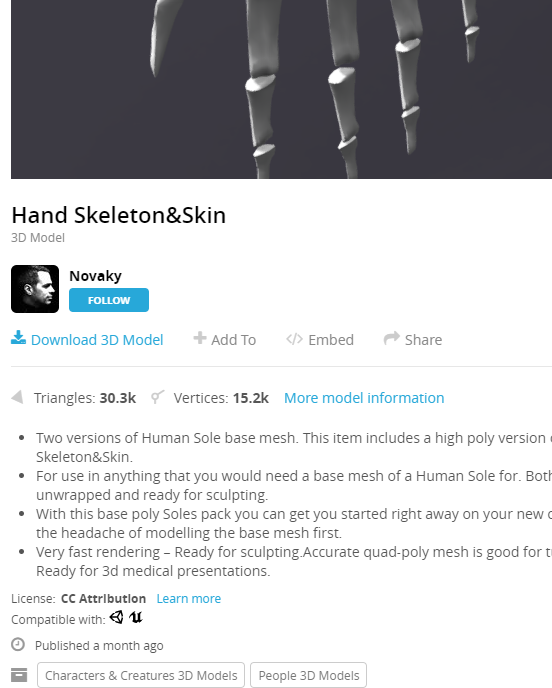 Hand Skeleton&Skin
3D Model
Novaky
FOLLOW
Download 3D Model Add To Embed Share
Triangles: 30.3k Vertices: 15.2k More model information
Two versions of Human Sole base mesh. This item includes a high poly version
Skeleton&Skin.
For use in anything that you would need a base mesh of a Human Sole for. Both
unwrapped and ready for sculpting.
With this base poly Soles pack you can get you started right away on your new
the headache of modelling the base mesh first.
Very fast rendering – Ready for sculpting.Accurate quad-poly mesh is good for
Ready for 3d medical presentations.
License: CC Attribution Learn more
Compatible with:
Published a month ago
Characters & Creatures 3D Models People 3D Models